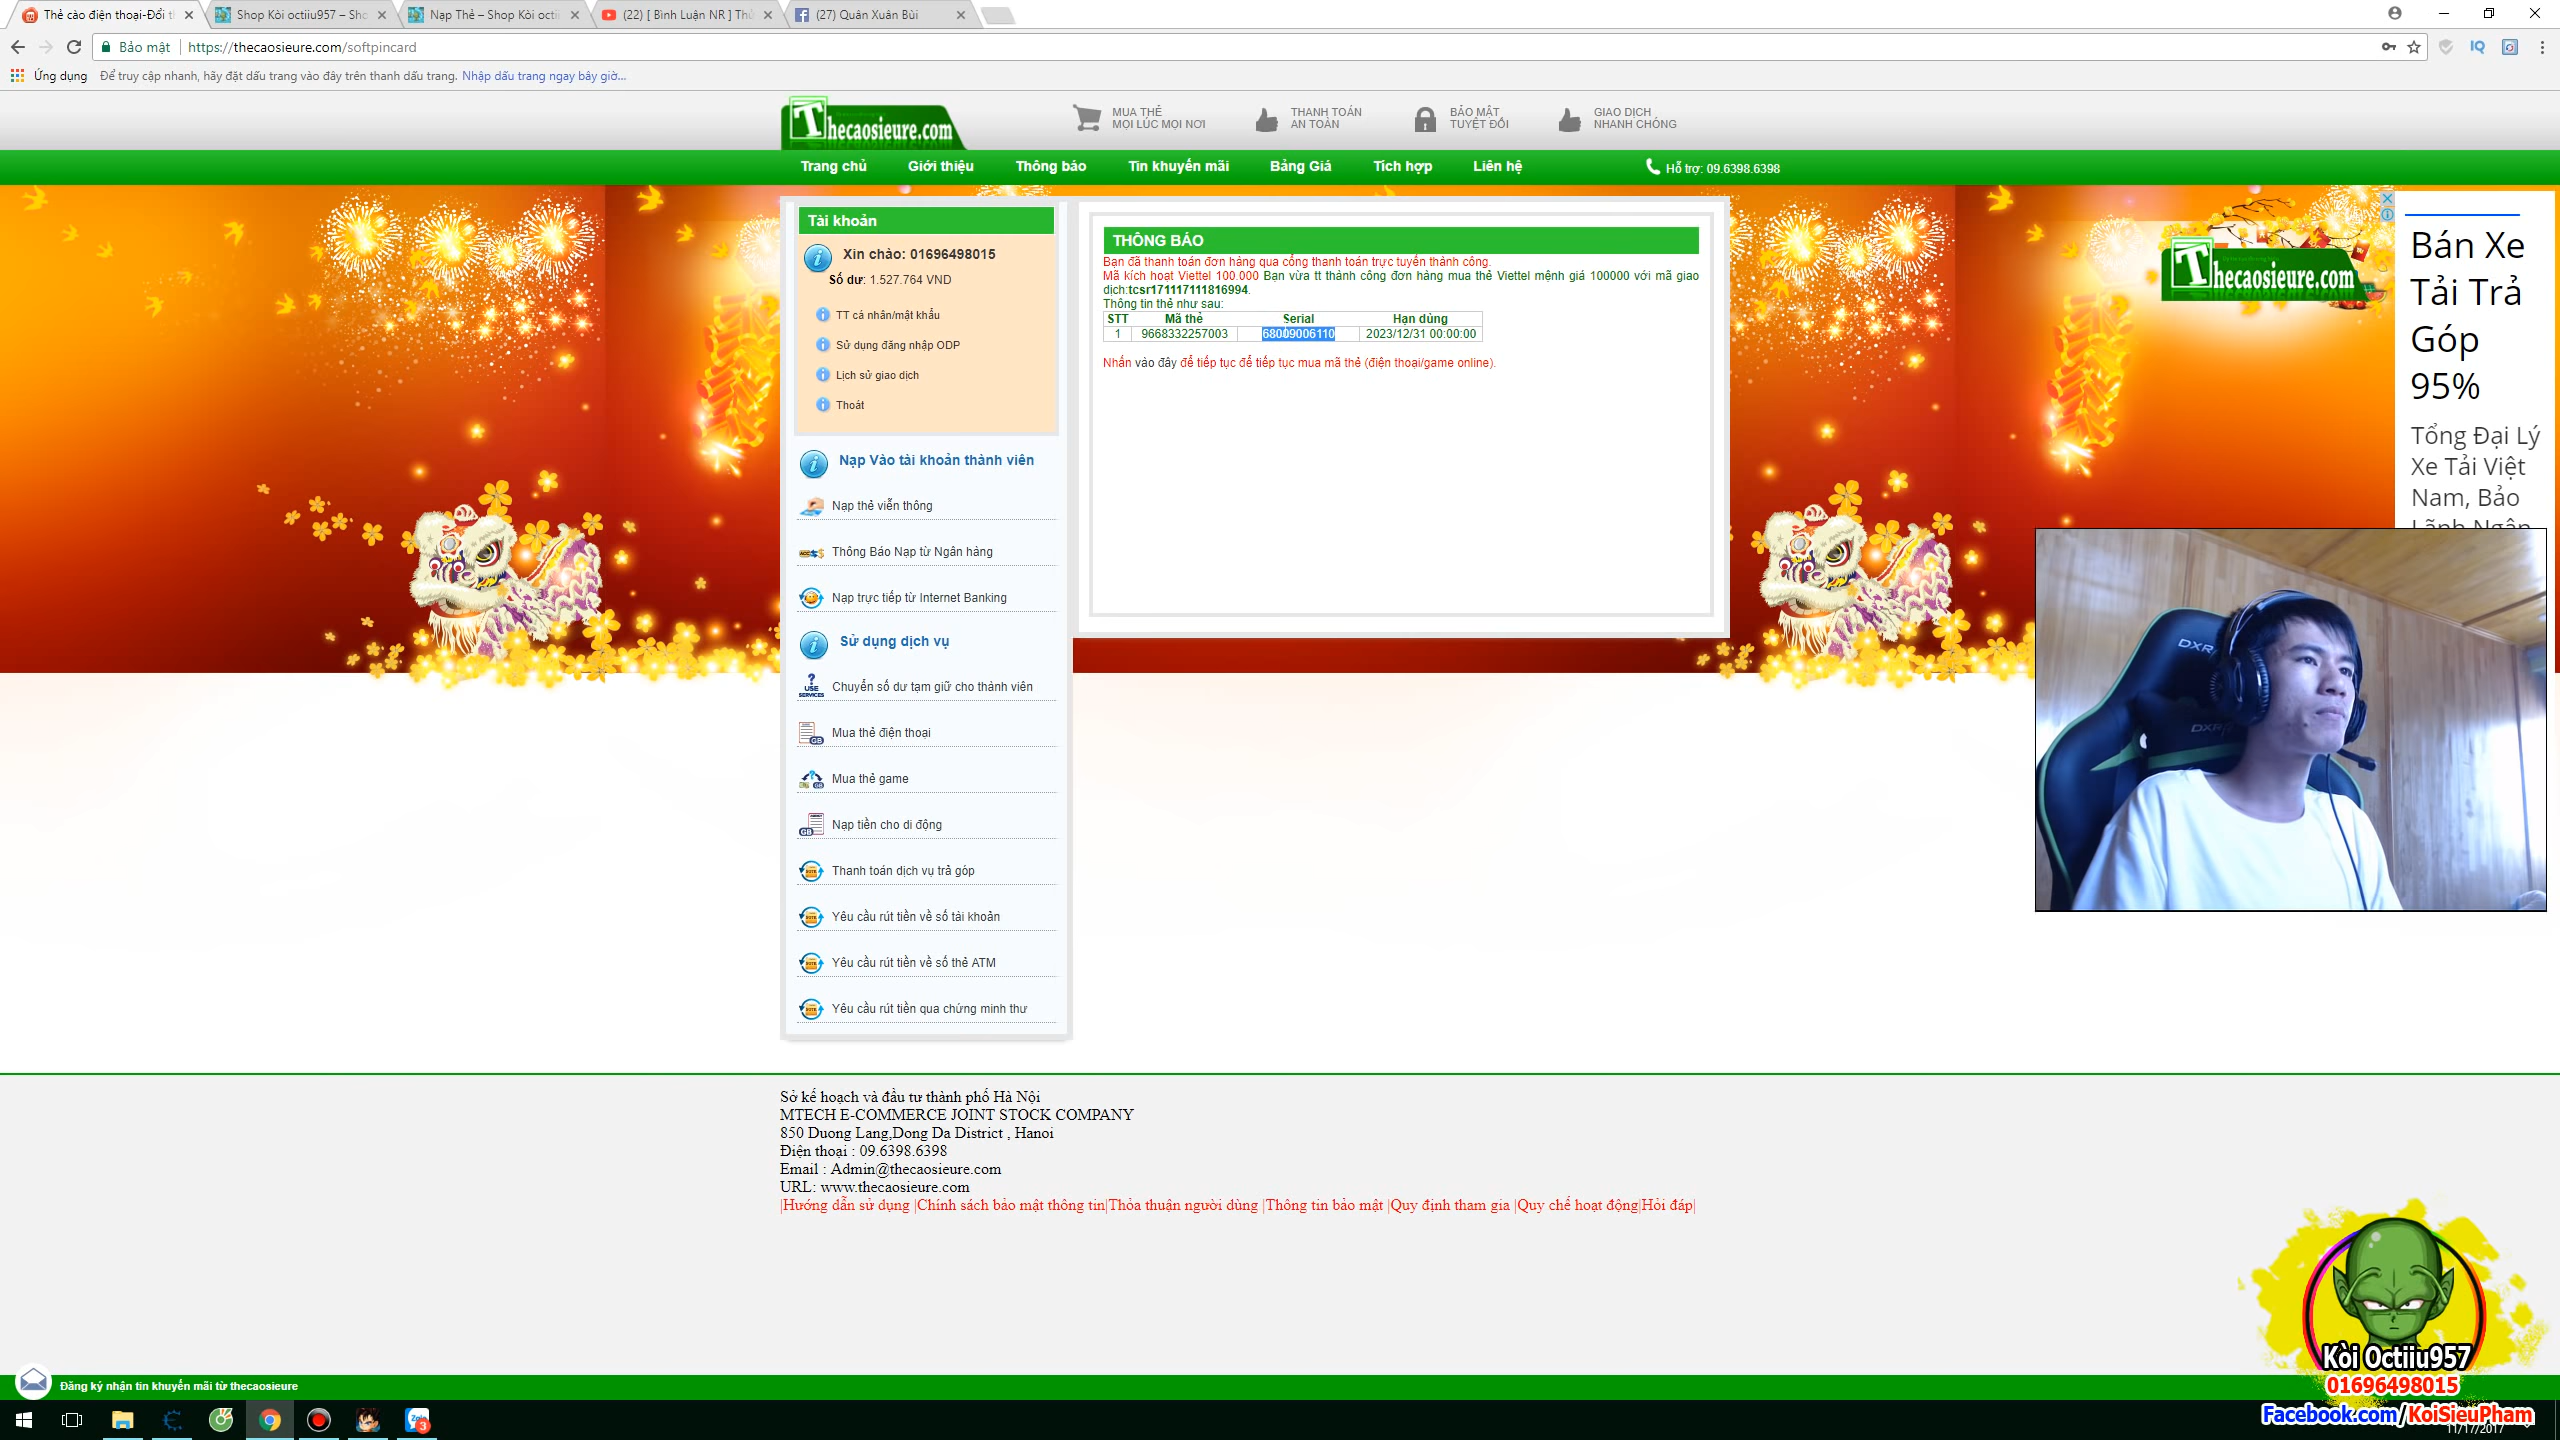 Thẻ cào điện thoại-Đổi t
Shop Kòi octiiu957 – Sho
Nạp Thẻ – Shop Kòi octi
(22) [ Bình Luận NR ] Thủ
(27) Quân Xuân Bùi
Bảo mật
https://thecaosieure.com/softpincard
Ứng dụng
Để truy cập nhanh, hãy đặt dấu trang vào đây trên thanh dấu trang. Nhập dấu trang ngay bây giờ...
Thecaosieure.com
MUA THẺ
MỌI LÚC MỌI NƠI
THANH TOÁN
AN TOÀN
BẢO MẬT
TUYỆT ĐỐI
GIAO DỊCH
NHANH CHÓNG
Trang chủ
Giới thiệu
Thông báo
Tin khuyến mãi
Bảng Giá
Tích hợp
Liên hệ
Hỗ trợ: 09.6398.6398
Tài khoản
Xin chào: 01696498015
Số dư: 1.527.764 VND
TT cá nhân/mật khẩu
Sử dụng đăng nhập ODP
Lịch sử giao dịch
Thoát
Nạp Vào tài khoản thành viên
Nạp thẻ viễn thông
Thông Báo Nạp từ Ngân hàng
Nạp trực tiếp từ Internet Banking
Sử dụng dịch vụ
USE
SERVICES
Chuyển số dư tạm giữ cho thành viên
Mua thẻ điện thoại
Mua thẻ game
Nạp tiền cho di động
Thanh toán dịch vụ trả góp
Yêu cầu rút tiền về số tài khoản
Yêu cầu rút tiền về số thẻ ATM
Yêu cầu rút tiền qua chứng minh thư
THÔNG BÁO
Bạn đã thanh toán đơn hàng qua cổng thanh toán trực tuyến thành công.
Mã kích hoạt Viettel 100.000 Bạn vừa tt thành công đơn hàng mua thẻ Viettel mệnh giá 100000 với mã giao
dịch:tcsr171117111816994.
Thông tin thẻ như sau:
STT Mã thẻ Serial Hạn dùng
1 9668332257003 68009006110 2023/12/31 00:00:00
Nhấn vào đây để tiếp tục để tiếp tục mua mã thẻ (điện thoại/game online).
Thecaosieure.com
Bán Xe
Tải Trả
Góp
95%
Tổng Đại Lý
Xe Tải Việt
Nam, Bảo
Lãnh Ngân
DXR
DXR
Sở kế hoạch và đầu tư thành phố Hà Nội
MTECH E-COMMERCE JOINT STOCK COMPANY
850 Duong Lang,Dong Da District , Hanoi
Điện thoại : 09.6398.6398
Email : Admin@thecaosieure.com
URL: www.thecaosieure.com
|Hướng dẫn sử dụng |Chính sách bảo mật thông tin|Thỏa thuận người dùng |Thông tin bảo mật |Quy định tham gia |Quy chế hoạt động|Hỏi đáp|
Đăng ký nhận tin khuyến mãi từ thecaosieure
Kòi Octiiu957
01696498015
Facebook.com/KoiSieuPham
11/17/2017